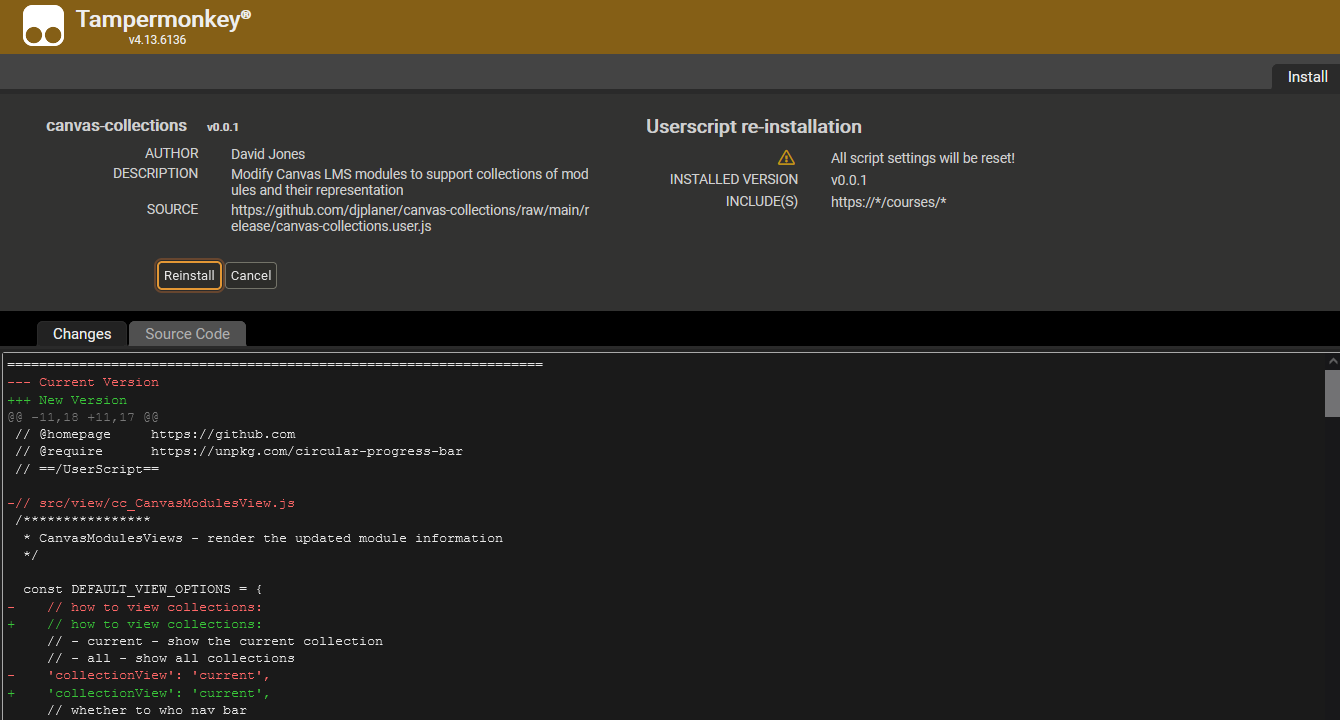 Tampermonkey®
v4.13.6136
Install
canvas-collections v0.0.1
AUTHOR David Jones
DESCRIPTION Modify Canvas LMS modules to support collections of mod
ules and their representation
SOURCE https://github.com/djplaner/canvas-collections/raw/main/r
elease/canvas-collections.user.js
Userscript re-installation
All script settings will be reset!
INSTALLED VERSION v0.0.1
INCLUDE(S) https://*/courses/*
Reinstall Cancel
Changes Source Code
===================================================================
--- Current Version
+++ New Version
@@ -11,18 +11,17 @@
// @homepage     https://github.com
// @require      https://unpkg.com/circular-progress-bar
// ==/UserScript==
-// src/view/cc_CanvasModulesView.js
/****************
* CanvasModulesViews - render the updated module information
*/
const DEFAULT_VIEW_OPTIONS = {
-    // how to view collections:
+    // how to view collections:
// - current - show the current collection
// - all - show all collections
-    'collectionView': 'current',
+    'collectionView': 'current',
// whether to who nav bar